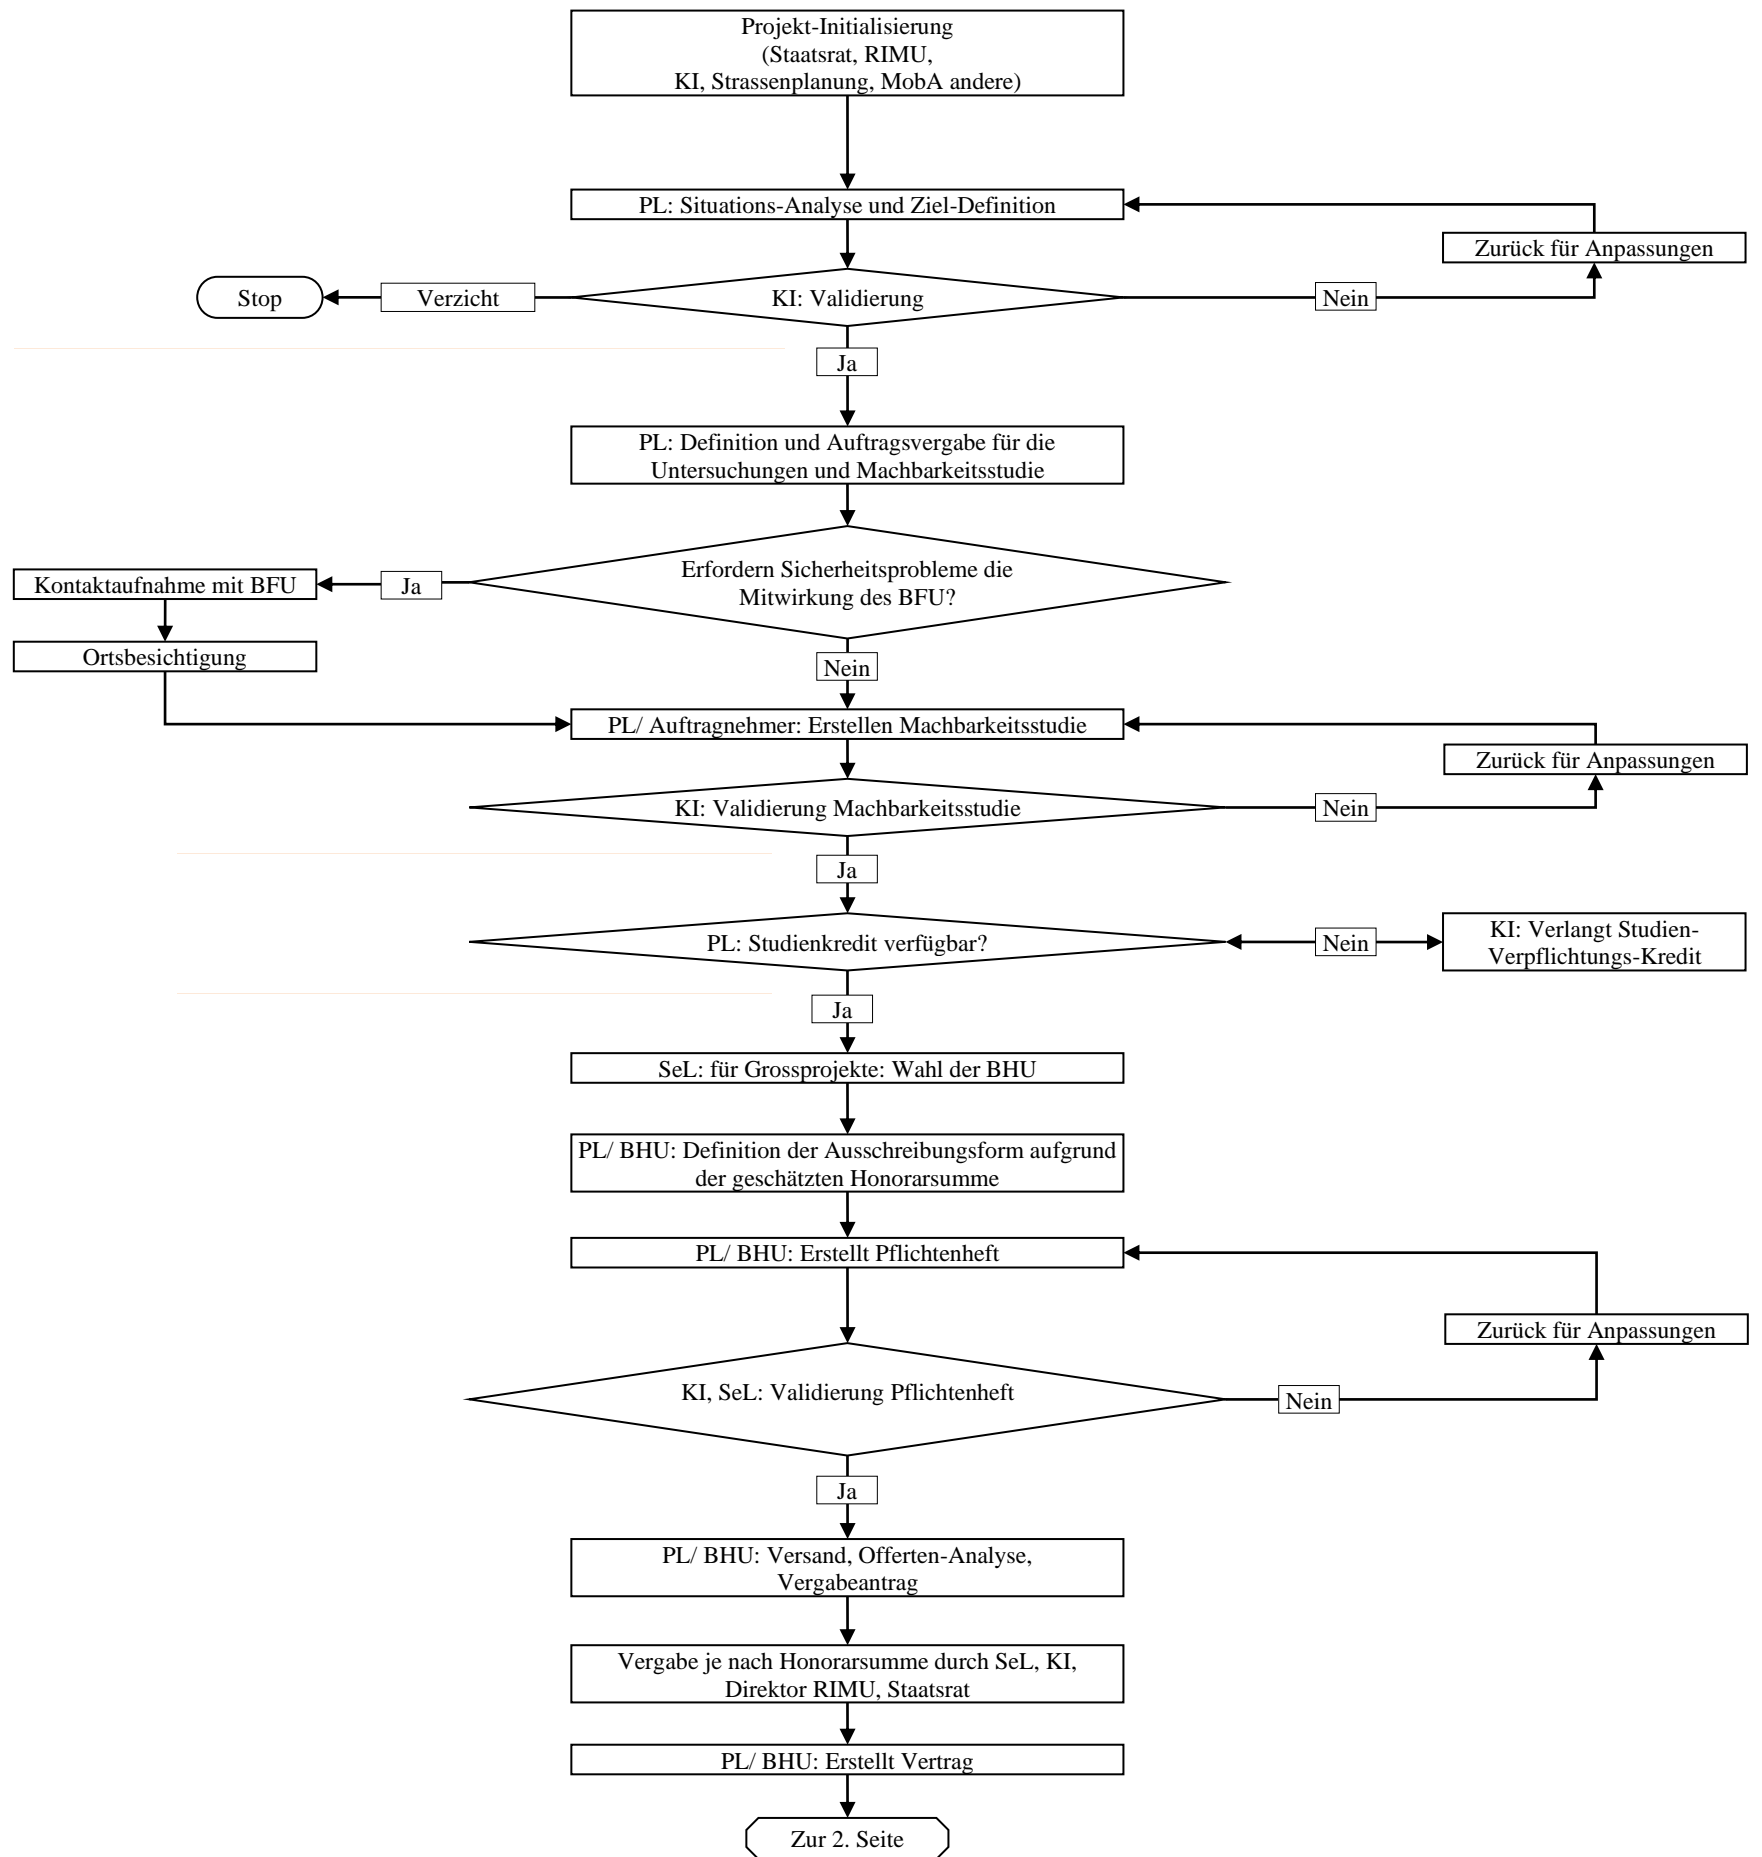 Projekt-Initialisierung
(Staatsrat, RIMU,
KI, Strassenplanung, MobA andere)
PL: Situations-Analyse und Ziel-Definition
Zurück für Anpassungen
Stop
Verzicht
KI: Validierung
Nein
Ja
PL: Definition und Auftragsvergabe für die
Untersuchungen und Machbarkeitsstudie
Erfordern Sicherheitsprobleme die
Mitwirkung des BFU?
Kontaktaufnahme mit BFU
Ja
Ortsbesichtigung
Nein
PL/ Auftragnehmer: Erstellen Machbarkeitsstudie
Zurück für Anpassungen
KI: Validierung Machbarkeitsstudie
Nein
Ja
PL: Studienkredit verfügbar?
Nein
KI: Verlangt Studien-
Verpflichtungs-Kredit
Ja
SeL: für Grossprojekte: Wahl der BHU
PL/ BHU: Definition der Ausschreibungsform aufgrund
der geschätzten Honorarsumme
PL/ BHU: Erstellt Pflichtenheft
Zurück für Anpassungen
KI, SeL: Validierung Pflichtenheft
Nein
Ja
PL/ BHU: Versand, Offerten-Analyse,
Vergabeantrag
Vergabe je nach Honorarsumme durch SeL, KI,
Direktor RIMU, Staatsrat
PL/ BHU: Erstellt Vertrag
Zur 2. Seite